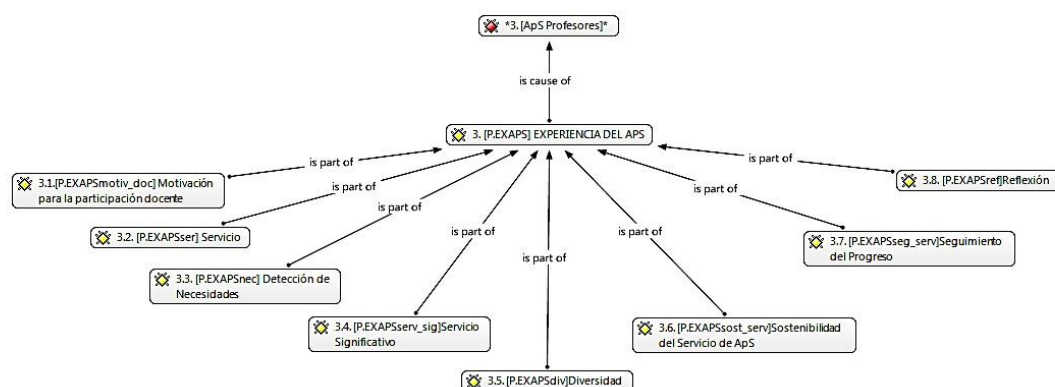 *3. [ApS Profesores]*
is cause of
3. [P.EXAPS] EXPERIENCIA DEL APS
is part of
is part of
3.1.[P.EXAPSmotiv_doc] Motivación
para la participación docente
is part of
3.8. [P.EXAPSref]Reflexión
is part of
is part of
3.2. [P.EXAPSser] Servicio
is part of
is part of
3.7. [P.EXAPSseg_serv]Seguimiento
del Progreso
is part of
3.3. [P.EXAPSnec] Detección de
Necesidades
3.4. [P.EXAPSserv_sig]Servicio
Significativo
3.6. [P.EXAPSsost_serv]Sostenibilidad
del Servicio de ApS
3.5. [P.EXAPSdiv]Diversidad